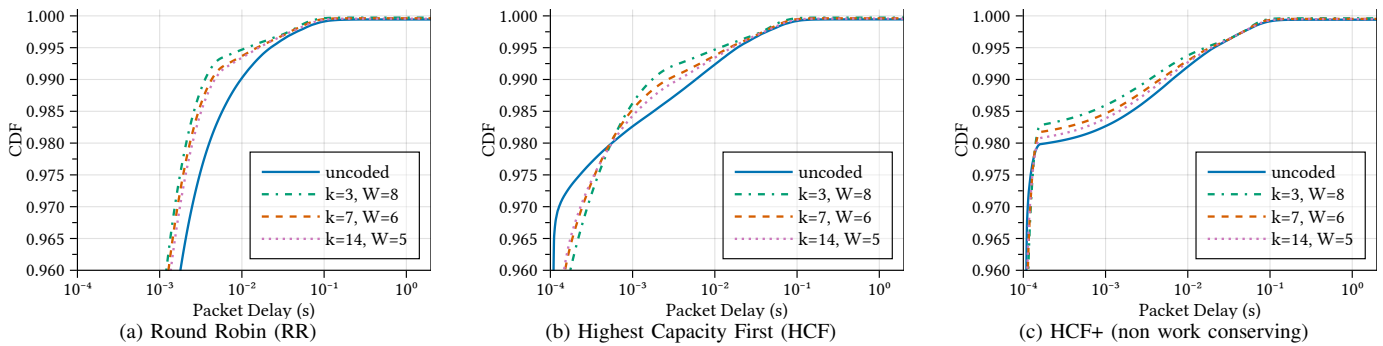 1.000
0.995
0.990
0.985
0.980
0.975
0.970
0.965
0.960
CDF
uncoded
k=3, W=8
k=7, W=6
k=14, W=5
10⁻⁴
10⁻³
10⁻²
10⁻¹
10⁰
Packet Delay (s)
(a) Round Robin (RR)
1.000
0.995
0.990
0.985
0.980
0.975
0.970
0.965
0.960
CDF
uncoded
k=3, W=8
k=7, W=6
k=14, W=5
10⁻⁴
10⁻³
10⁻²
10⁻¹
10⁰
Packet Delay (s)
(b) Highest Capacity First (HCF)
1.000
0.995
0.990
0.985
0.980
0.975
0.970
0.965
0.960
CDF
uncoded
k=3, W=8
k=7, W=6
k=14, W=5
10⁻⁴
10⁻³
10⁻²
10⁻¹
10⁰
Packet Delay (s)
(c) HCF+ (non work conserving)